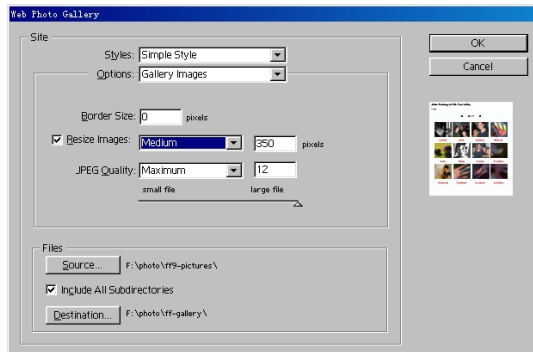 Web Photo Gallery
Site
Styles: Simple Style
OK
Options: Gallery Images
Cancel
Border Size: 0 pixels
Resize Images: Medium 350 pixels
JPEG Quality: Maximum 12
small file large file
Files
Source... F:\photo\ff9-pictures\
Include All Subdirectories
Destination... F:\photo\ff-gallery\